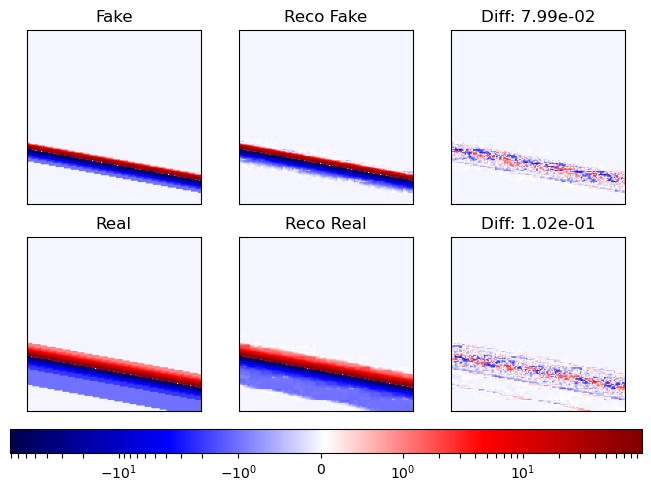 Fake Reco Fake Diff: 7.99e-02
Real Reco Real Diff: 1.02e-01
−10¹ −10⁰ 0 10⁰ 10¹